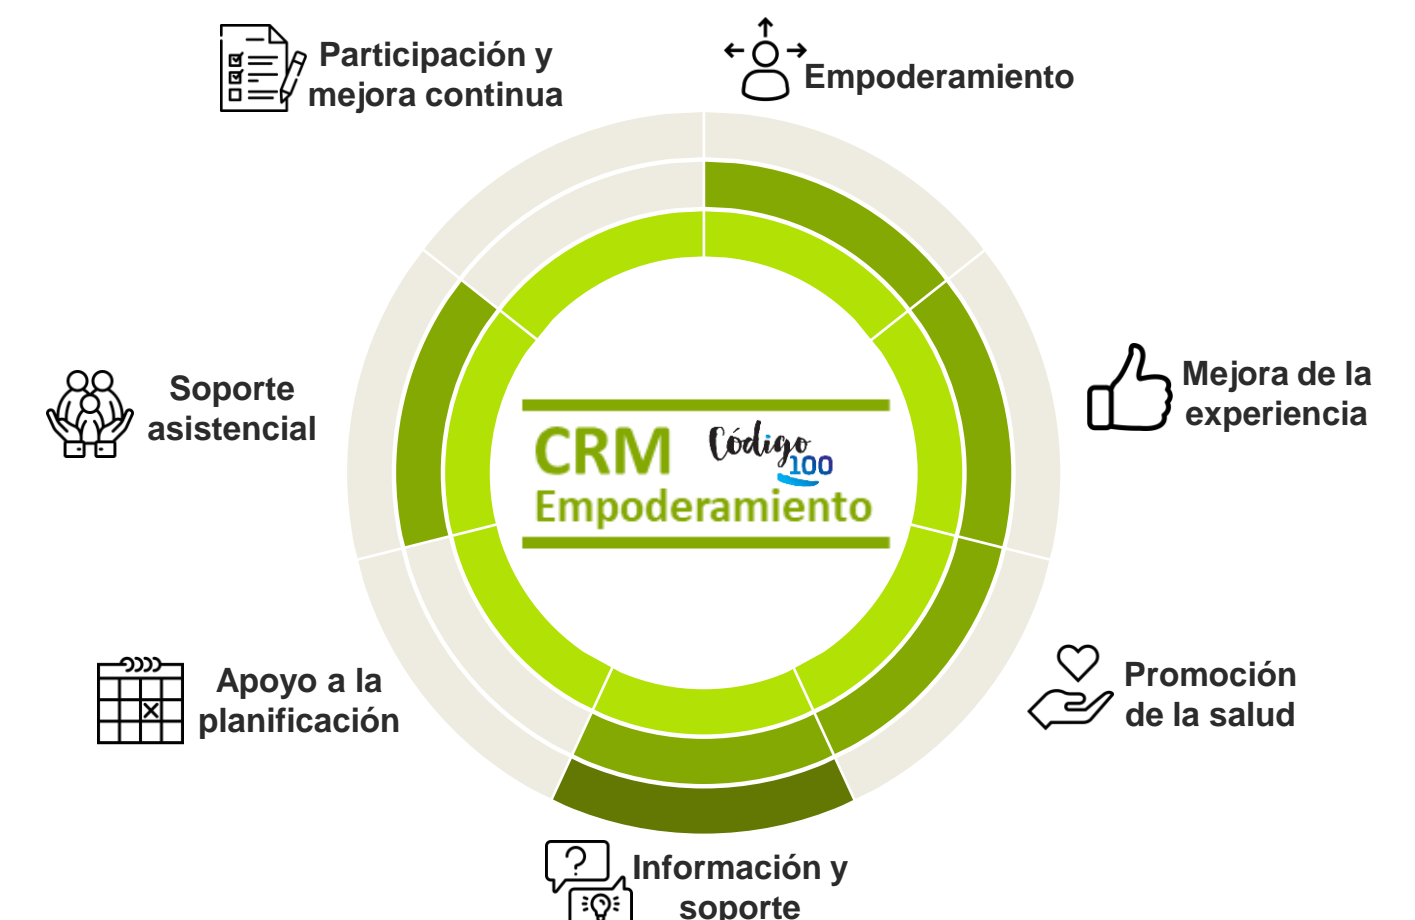 Participación y
mejora continua
Empoderamiento
Soporte
asistencial
Mejora de la
experiencia
CRM Código
100
Empoderamiento
Apoyo a la
planificación
Promoción
de la salud
Información y
soporte